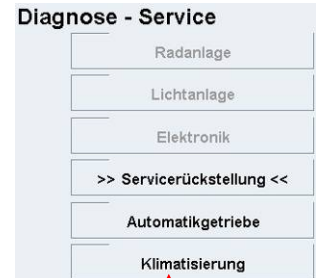 Diagnose - Service
Radanlage
Lichtanlage
Elektronik
>> Servicerückstellung <<
Automatikgetriebe
Klimatisierung